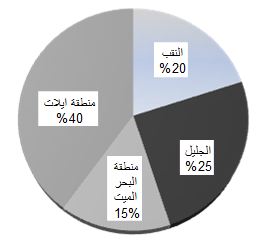 النقب
%20
الجليل
%25
منطقة
البحر
الميت
15%
منطقة ايلات
%40